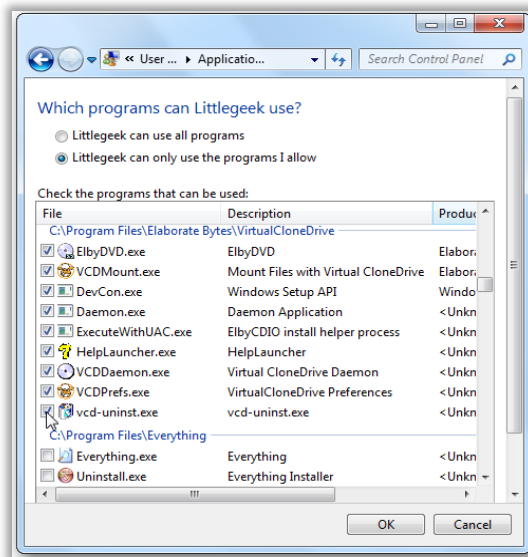 « User ... ▸ Applicatio... Search Control Panel
Which programs can Littlegeek use?
Littlegeek can use all programs
Littlegeek can only use the programs I allow
Check the programs that can be used:
File Description Produc
C:\Program Files\Elaborate Bytes\VirtualCloneDrive
ElbyDVD.exe ElbyDVD Elabora
VCDMount.exe Mount Files with Virtual CloneDrive Elabora
DevCon.exe Windows Setup API Windo
Daemon.exe Daemon Application <Unkn
ExecuteWithUAC.exe ElbyCDIO install helper process <Unkn
HelpLauncher.exe HelpLauncher <Unkn
VCDDaemon.exe Virtual CloneDrive Daemon <Unkn
VCDPrefs.exe VirtualCloneDrive Preferences <Unkn
vcd-uninst.exe vcd-uninst.exe <Unkn
C:\Program Files\Everything
Everything.exe Everything <Unkn
Uninstall.exe Everything Installer <Unkn
OK Cancel